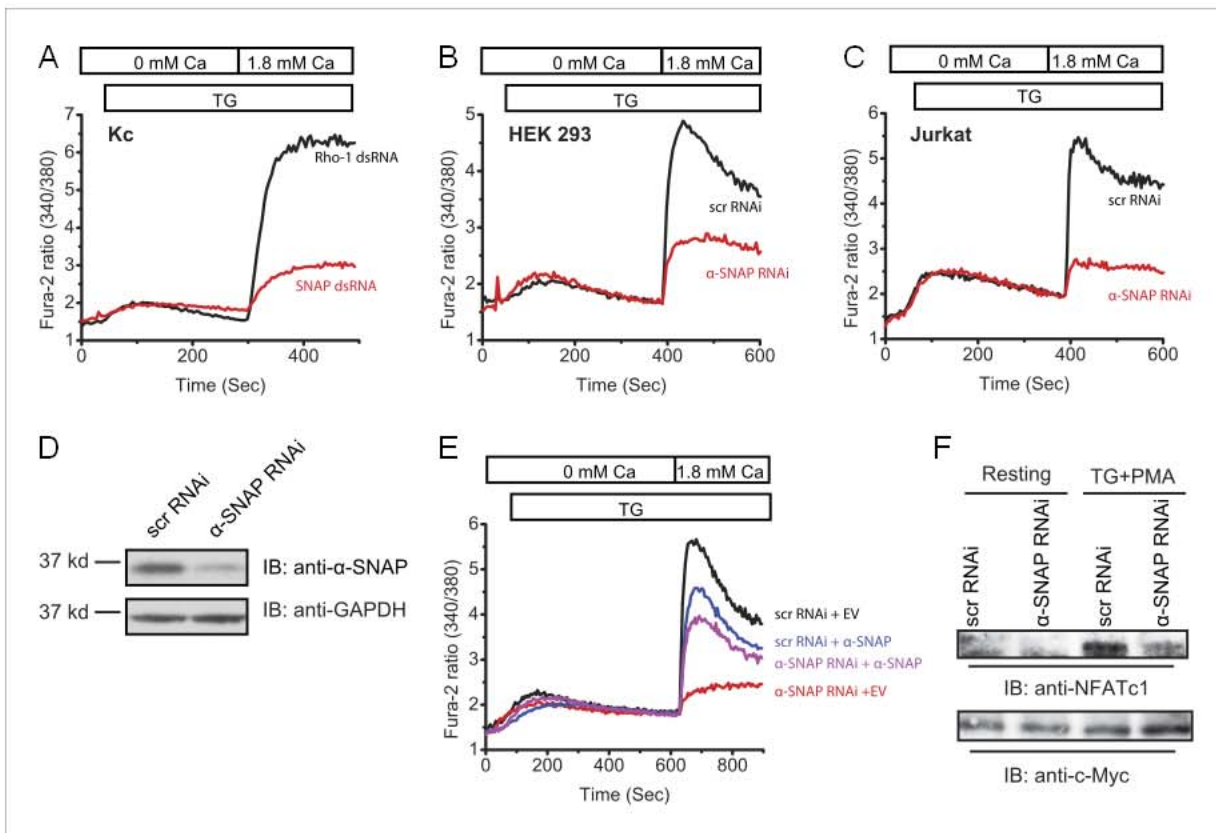 A
0 mM Ca
1.8 mM Ca
TG
Kc
Rho-1 dsRNA
SNAP dsRNA
Fura-2 ratio (340/380)
7
6
5
4
3
2
1
0
200
400
Time (Sec)
B
0 mM Ca
1.8 mM Ca
TG
HEK 293
scr RNAi
α-SNAP RNAi
Fura-2 ratio (340/380)
5
4
3
2
1
0
200
400
600
Time (Sec)
C
0 mM Ca
1.8 mM Ca
TG
Jurkat
scr RNAi
α-SNAP RNAi
Fura-2 ratio (340/380)
6
5
4
3
2
1
0
200
400
600
Time (Sec)
D
scr RNAi
α-SNAP RNAi
37 kd
IB: anti-α-SNAP
37 kd
IB: anti-GAPDH
E
0 mM Ca
1.8 mM Ca
TG
scr RNAi + EV
scr RNAi + α-SNAP
α-SNAP RNAi + α-SNAP
α-SNAP RNAi +EV
Fura-2 ratio (340/380)
6
5
4
3
2
1
0
200
400
600
800
Time (Sec)
F
Resting
TG+PMA
scr RNAi
α-SNAP RNAi
scr RNAi
α-SNAP RNAi
IB: anti-NFATc1
IB: anti-c-Myc